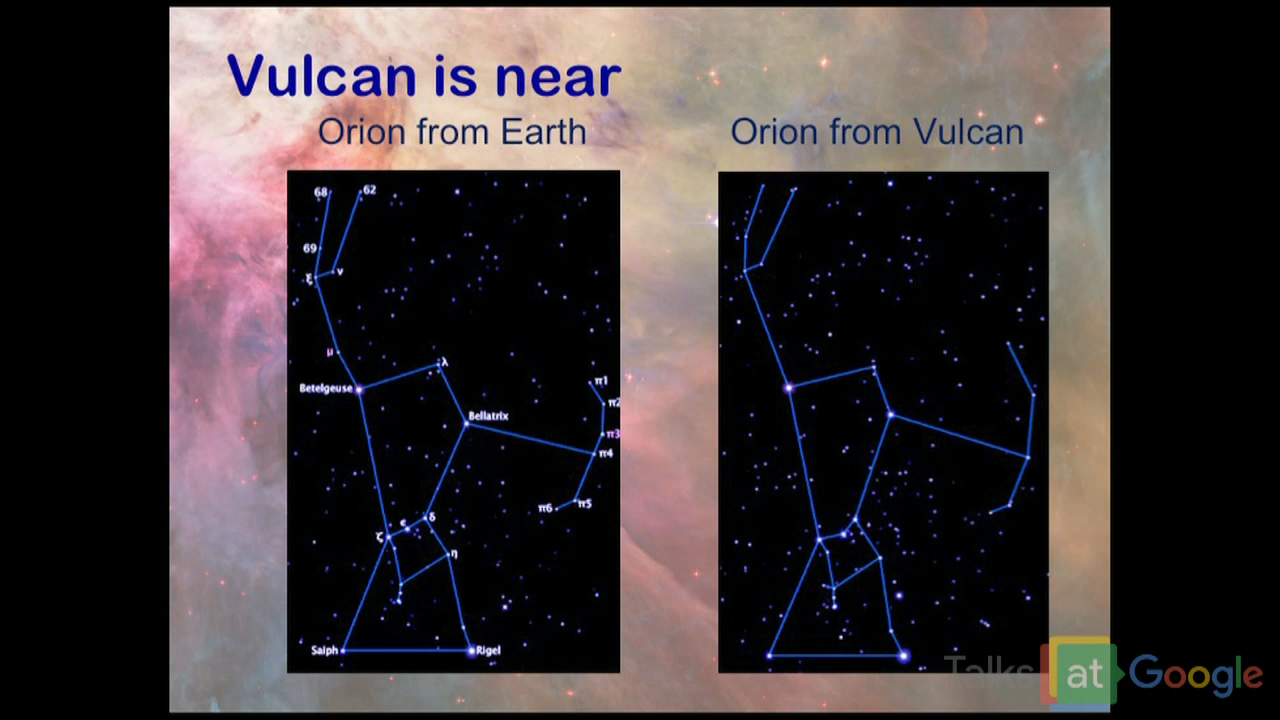 Vulcan is near
Orion from Earth
Orion from Vulcan
68
62
69
ξ
ν
μ
λ
Betelgeuse
π1
π2
Bellatrix
π3
π4
π6
π5
ε
δ
ζ
η
Saiph
Rigel
Talks at Google